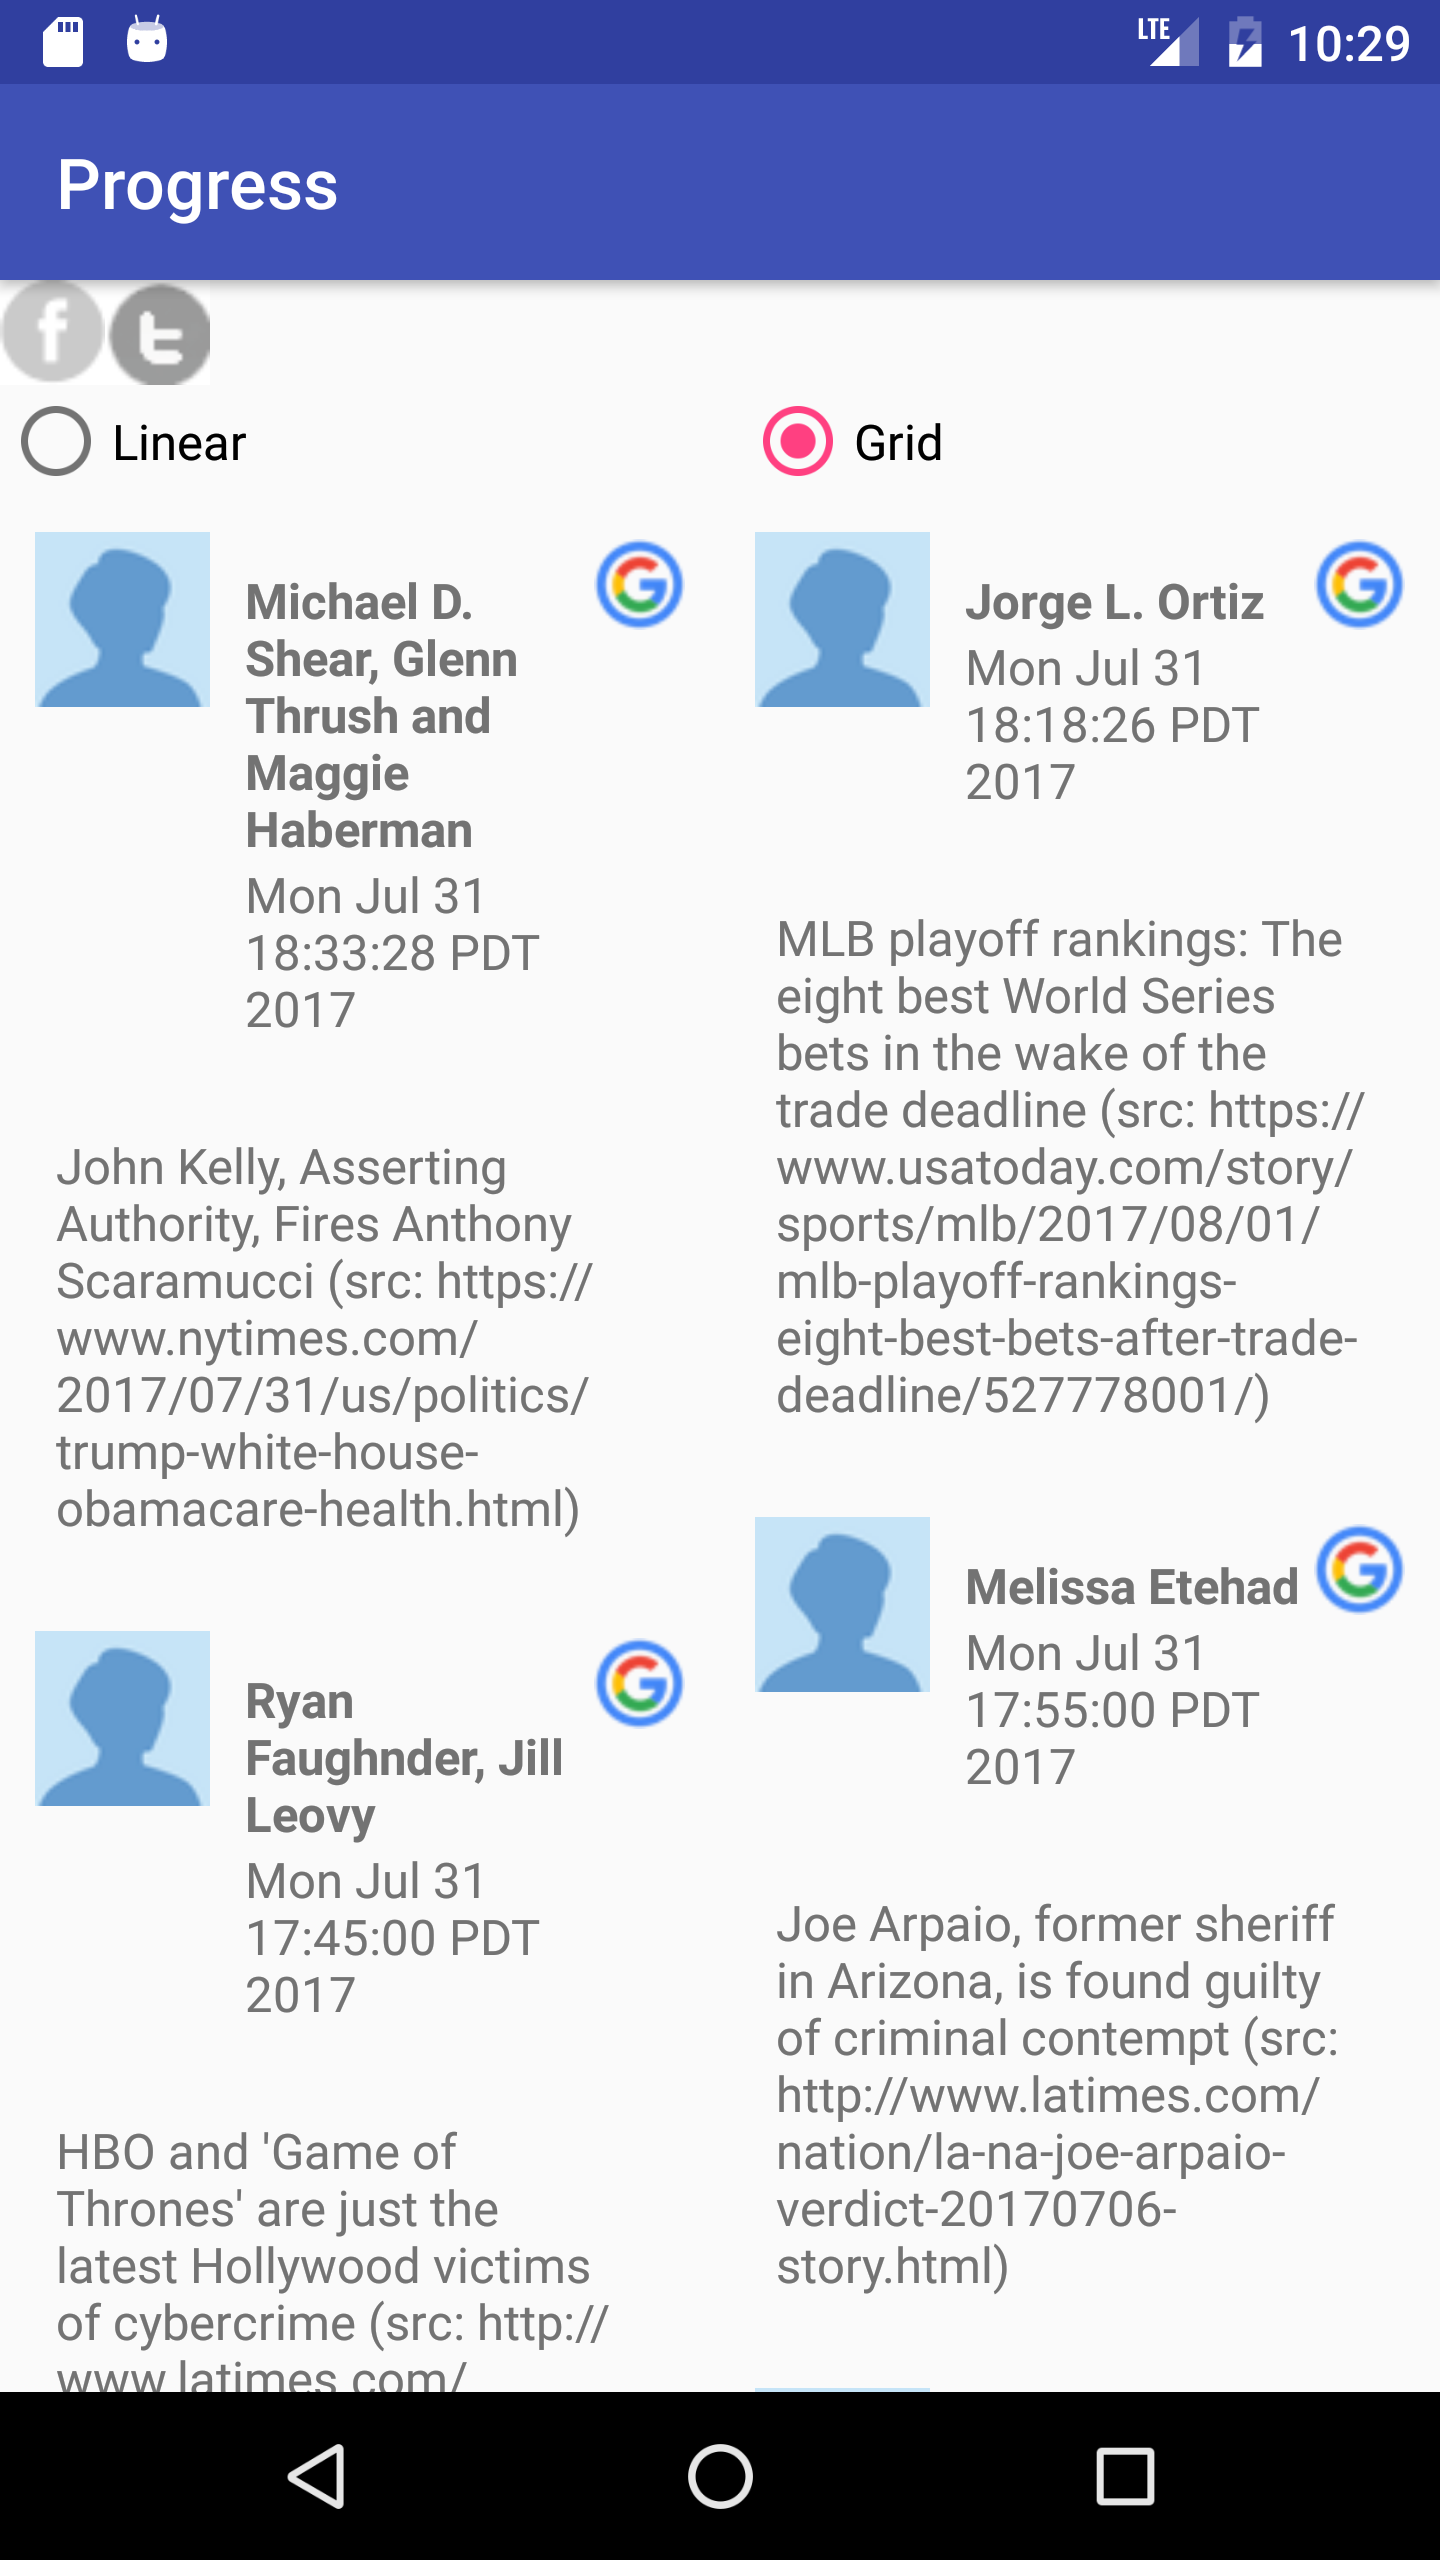 LTE 10:29
Progress
f t
Linear
Grid
Michael D.
Shear, Glenn
Thrush and
Maggie
Haberman
Mon Jul 31
18:33:28 PDT
2017
John Kelly, Asserting
Authority, Fires Anthony
Scaramucci (src: https://
www.nytimes.com/
2017/07/31/us/politics/
trump-white-house-
obamacare-health.html)
Jorge L. Ortiz
Mon Jul 31
18:18:26 PDT
2017
MLB playoff rankings: The
eight best World Series
bets in the wake of the
trade deadline (src: https://
www.usatoday.com/story/
sports/mlb/2017/08/01/
mlb-playoff-rankings-
eight-best-bets-after-trade-
deadline/527778001/)
Ryan
Faughnder, Jill
Leovy
Mon Jul 31
17:45:00 PDT
2017
HBO and 'Game of
Thrones' are just the
latest Hollywood victims
of cybercrime (src: http://
www.latimes.com/
Melissa Etehad
Mon Jul 31
17:55:00 PDT
2017
Joe Arpaio, former sheriff
in Arizona, is found guilty
of criminal contempt (src:
http://www.latimes.com/
nation/la-na-joe-arpaio-
verdict-20170706-
story.html)